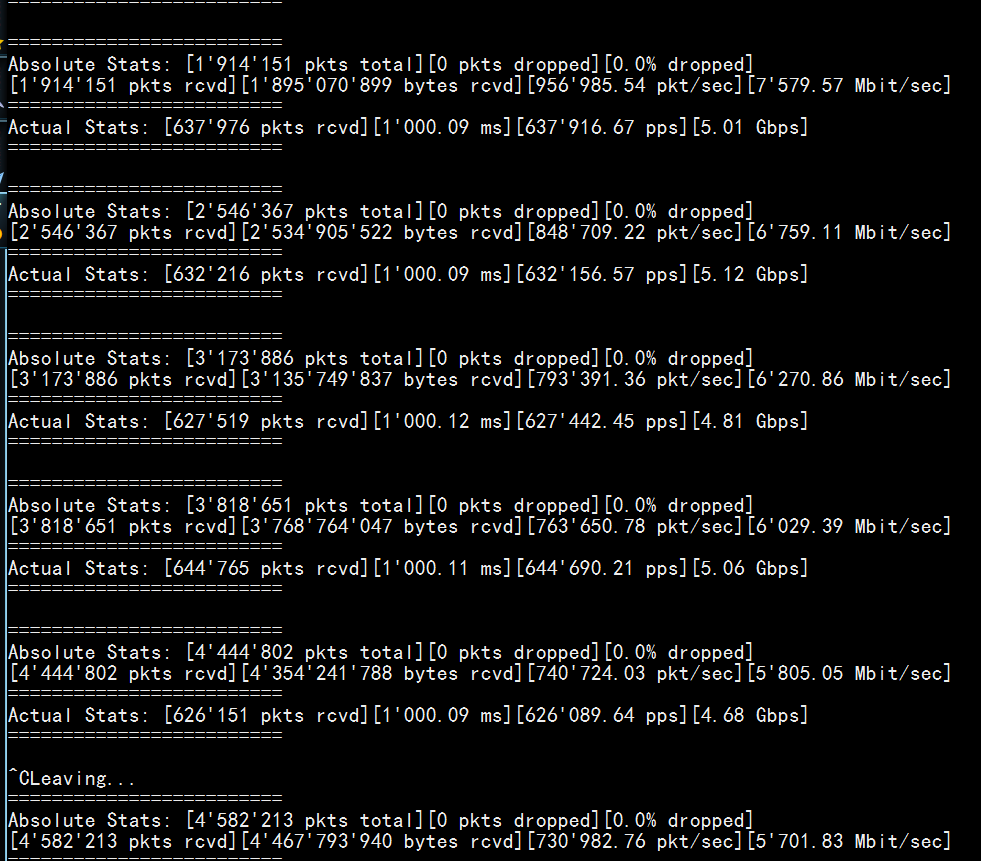 =========================
=========================
Absolute Stats: [1'914'151 pkts total][0 pkts dropped][0.0% dropped]
[1'914'151 pkts rcvd][1'895'070'899 bytes rcvd][956'985.54 pkt/sec][7'579.57 Mbit/sec]
=========================
Actual Stats: [637'976 pkts rcvd][1'000.09 ms][637'916.67 pps][5.01 Gbps]
=========================
=========================
Absolute Stats: [2'546'367 pkts total][0 pkts dropped][0.0% dropped]
[2'546'367 pkts rcvd][2'534'905'522 bytes rcvd][848'709.22 pkt/sec][6'759.11 Mbit/sec]
=========================
Actual Stats: [632'216 pkts rcvd][1'000.09 ms][632'156.57 pps][5.12 Gbps]
=========================
=========================
Absolute Stats: [3'173'886 pkts total][0 pkts dropped][0.0% dropped]
[3'173'886 pkts rcvd][3'135'749'837 bytes rcvd][793'391.36 pkt/sec][6'270.86 Mbit/sec]
=========================
Actual Stats: [627'519 pkts rcvd][1'000.12 ms][627'442.45 pps][4.81 Gbps]
=========================
=========================
Absolute Stats: [3'818'651 pkts total][0 pkts dropped][0.0% dropped]
[3'818'651 pkts rcvd][3'768'764'047 bytes rcvd][763'650.78 pkt/sec][6'029.39 Mbit/sec]
=========================
Actual Stats: [644'765 pkts rcvd][1'000.11 ms][644'690.21 pps][5.06 Gbps]
=========================
=========================
Absolute Stats: [4'444'802 pkts total][0 pkts dropped][0.0% dropped]
[4'444'802 pkts rcvd][4'354'241'788 bytes rcvd][740'724.03 pkt/sec][5'805.05 Mbit/sec]
=========================
Actual Stats: [626'151 pkts rcvd][1'000.09 ms][626'089.64 pps][4.68 Gbps]
=========================
^CLeaving...
=========================
Absolute Stats: [4'582'213 pkts total][0 pkts dropped][0.0% dropped]
[4'582'213 pkts rcvd][4'467'793'940 bytes rcvd][730'982.76 pkt/sec][5'701.83 Mbit/sec]
=========================